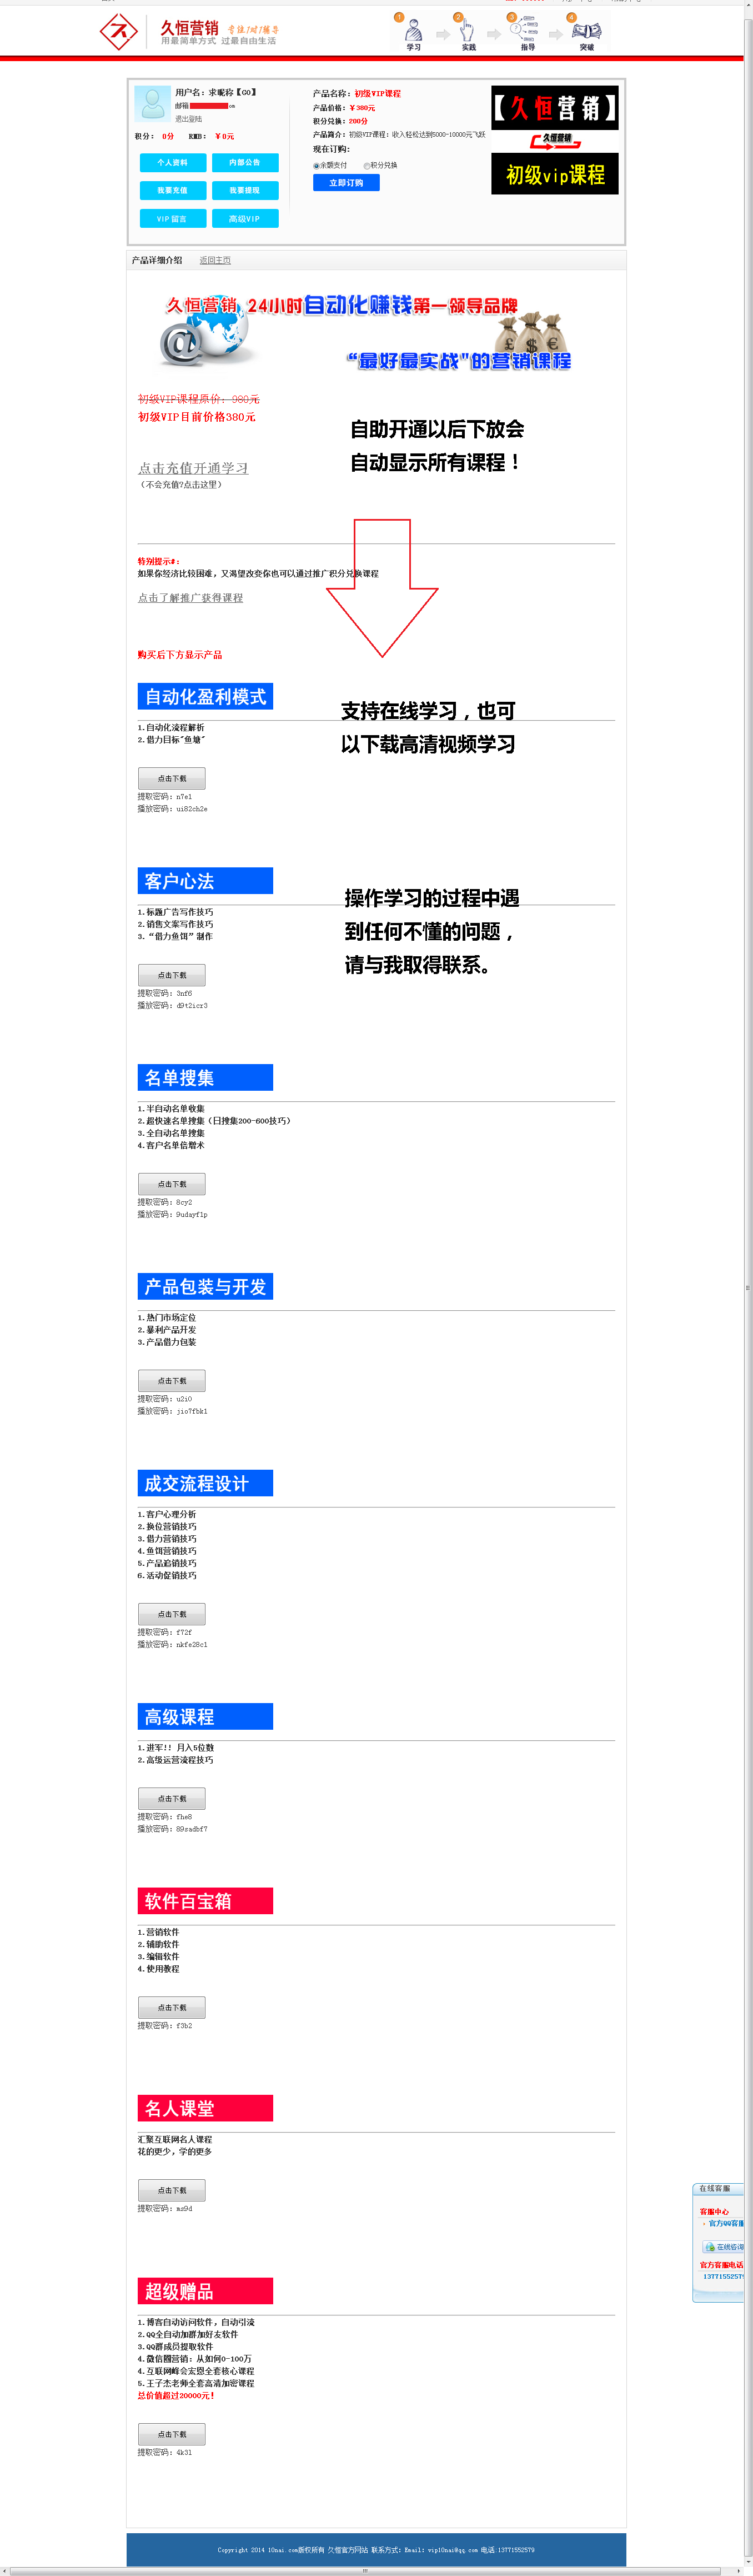 久恒营销 专注/对/辅导
用最简单方式 过最自由生活
1 2 3 4
学习 实践 指导 突破
用户名：求昵称【GO】
邮箱 om
退出登陆
积分： 0分 RMB： ￥0元
个人资料 内部公告
我要充值 我要提现
VIP 留言 高级VIP
产品名称：初级VIP课程
产品价格：￥380元
积分兑换：200分
产品简介：初级VIP课程：收入轻松达到5000-10000元飞跃
现在订购：
余额支付 积分兑换
立即订购
【久恒营销】
久恒营销
初级vip课程
产品详细介绍 返回主页
久恒营销 24小时自动化赚钱第一领导品牌
“最好最实战”的营销课程
初级VIP课程原价：980元
初级VIP目前价格380元
自助开通以后下放会
自动显示所有课程！
点击充值开通学习
（不会充值?点击这里）
特别提示#：
如果你经济比较困难，又渴望改变你也可以通过推广积分兑换课程
点击了解推广获得课程
购买后下方显示产品
自动化盈利模式
支持在线学习，也可
以下载高清视频学习
1.自动化流程解析
2.借力目标"鱼塘"
点击下载
提取密码：n7e1
播放密码：ui82ch2e
客户心法
操作学习的过程中遇
到任何不懂的问题，
请与我取得联系。
1.标题广告写作技巧
2.销售文案写作技巧
3.“借力鱼饵”制作
点击下载
提取密码：3nf6
播放密码：d9t2icr3
名单搜集
1.半自动名单收集
2.超快速名单搜集（日搜集200-600技巧）
3.全自动名单搜集
4.客户名单倍增术
点击下载
提取密码：8cy2
播放密码：9udayf1p
产品包装与开发
1.热门市场定位
2.暴利产品开发
3.产品借力包装
点击下载
提取密码：u2i0
播放密码：jio7fbk1
成交流程设计
1.客户心理分析
2.换位营销技巧
3.借力营销技巧
4.鱼饵营销技巧
5.产品追销技巧
6.活动促销技巧
点击下载
提取密码：f72f
播放密码：nkfe28c1
高级课程
1.进军!! 月入5位数
2.高级运营流程技巧
点击下载
提取密码：fhe8
播放密码：89sadbf7
软件百宝箱
1.营销软件
2.辅助软件
3.编辑软件
4.使用教程
点击下载
提取密码：f3b2
名人课堂
汇聚互联网名人课程
花的更少，学的更多
点击下载
提取密码：ms9d
在线客服
客服中心
官方QQ客服
在线咨询
官方客服电话
13771552579
超级赠品
1.博客自动访问软件，自动引流
2.QQ全自动加群加好友软件
3.QQ群成员提取软件
4.微信圈营销：从如何0-100万
4.互联网峰会宏恩全套核心课程
5.王子杰老师全套高清加密课程
总价值超过20000元!
点击下载
提取密码：4k31
Copyright 2014 10nai.com版权所有 久恒官方网站 联系方式：Email: vip10nai@qq.com 电话:13771552579